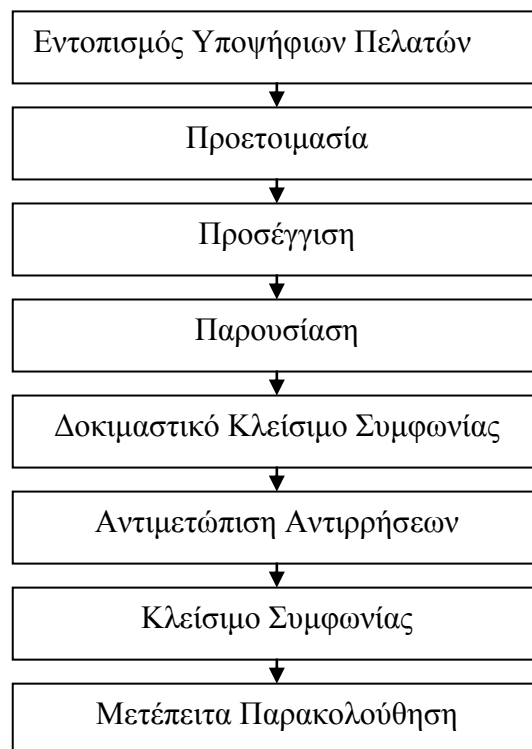 Εντοπισμός Υποψήφιων Πελατών
Προετοιμασία
Προσέγγιση
Παρουσίαση
Δοκιμαστικό Κλείσιμο Συμφωνίας
Αντιμετώπιση Αντιρρήσεων
Κλείσιμο Συμφωνίας
Μετέπειτα Παρακολούθηση